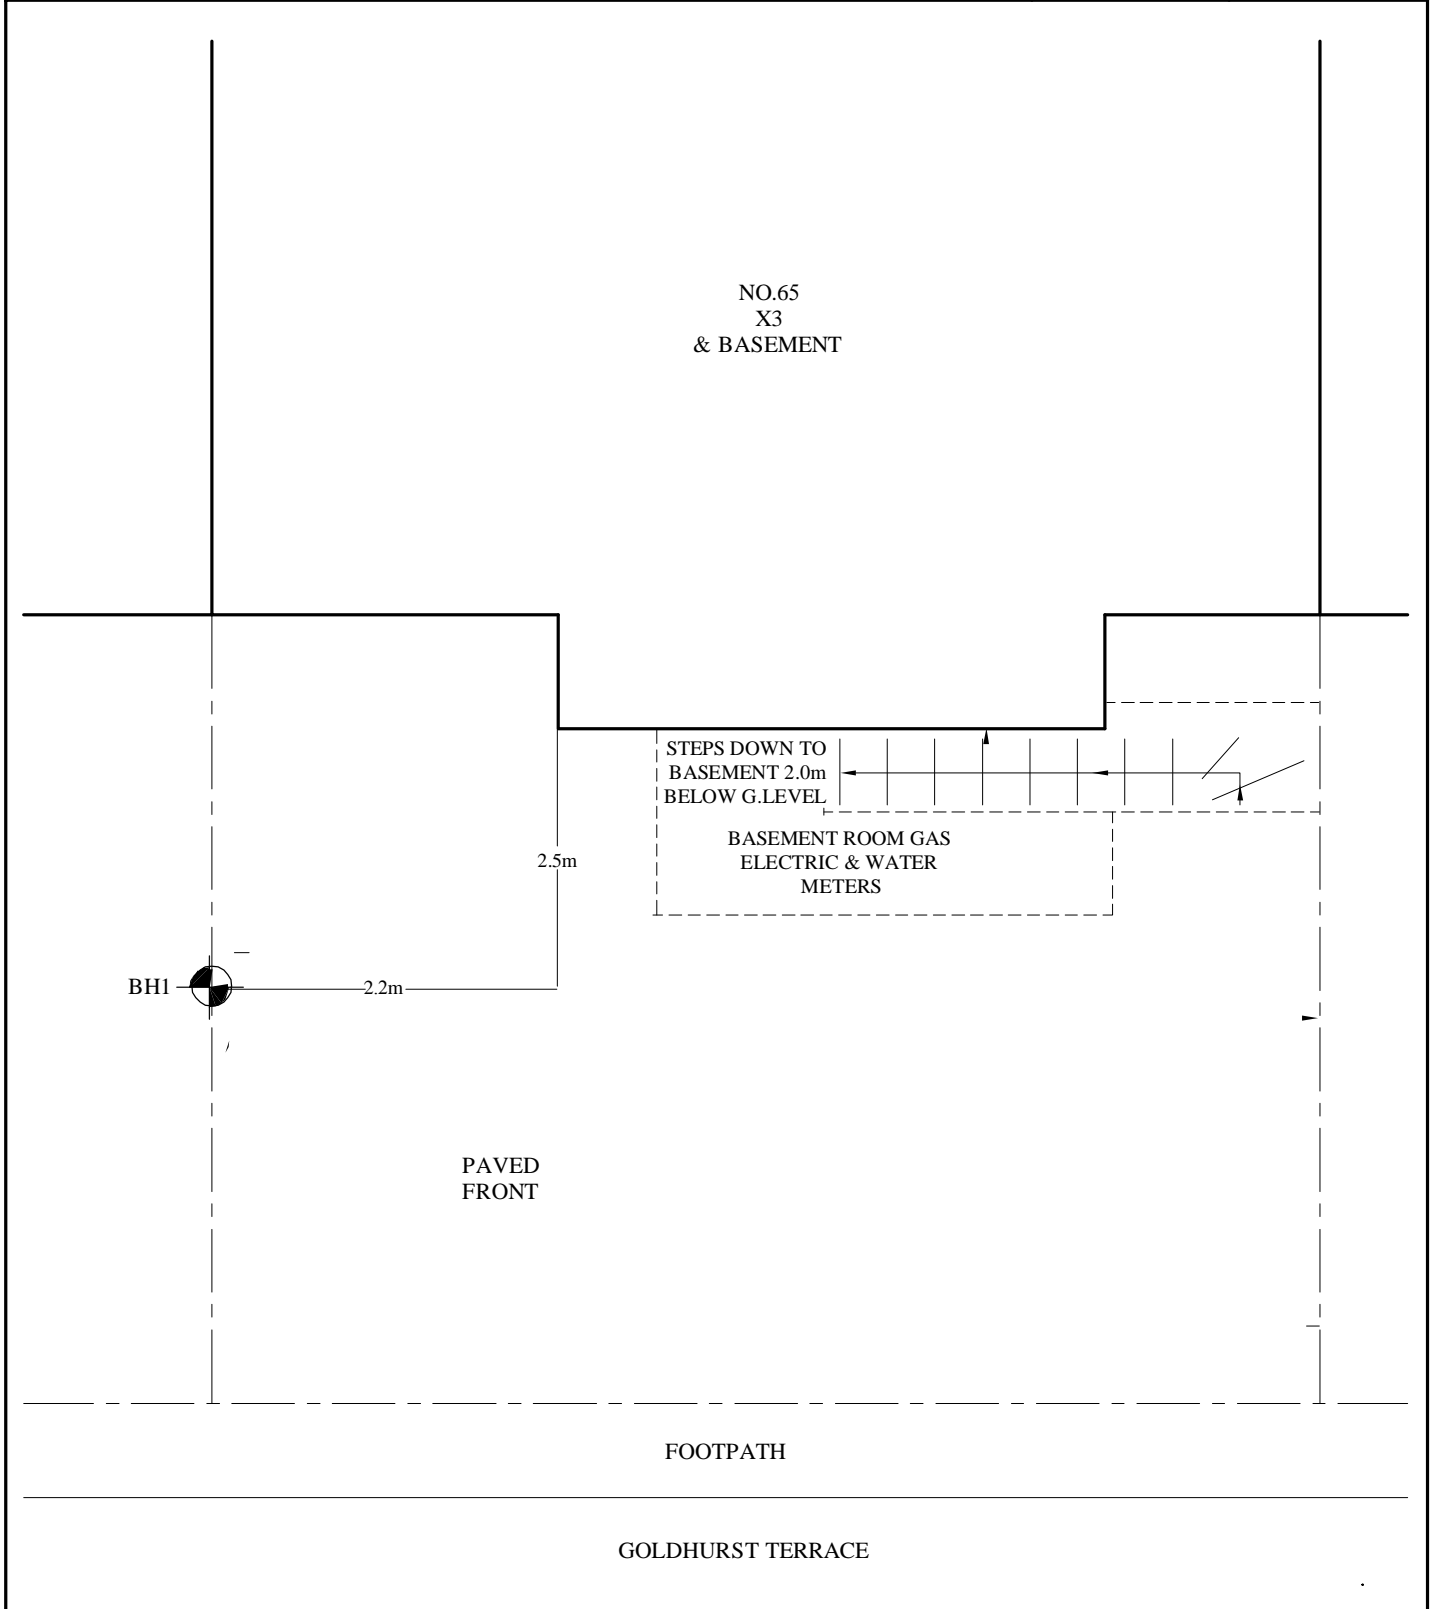 NO.65
X3
& BASEMENT
STEPS DOWN TO
BASEMENT 2.0m
BELOW G.LEVEL
BASEMENT ROOM GAS
ELECTRIC & WATER
METERS
2.5m
BH1
2.2m
PAVED
FRONT
FOOTPATH
GOLDHURST TERRACE